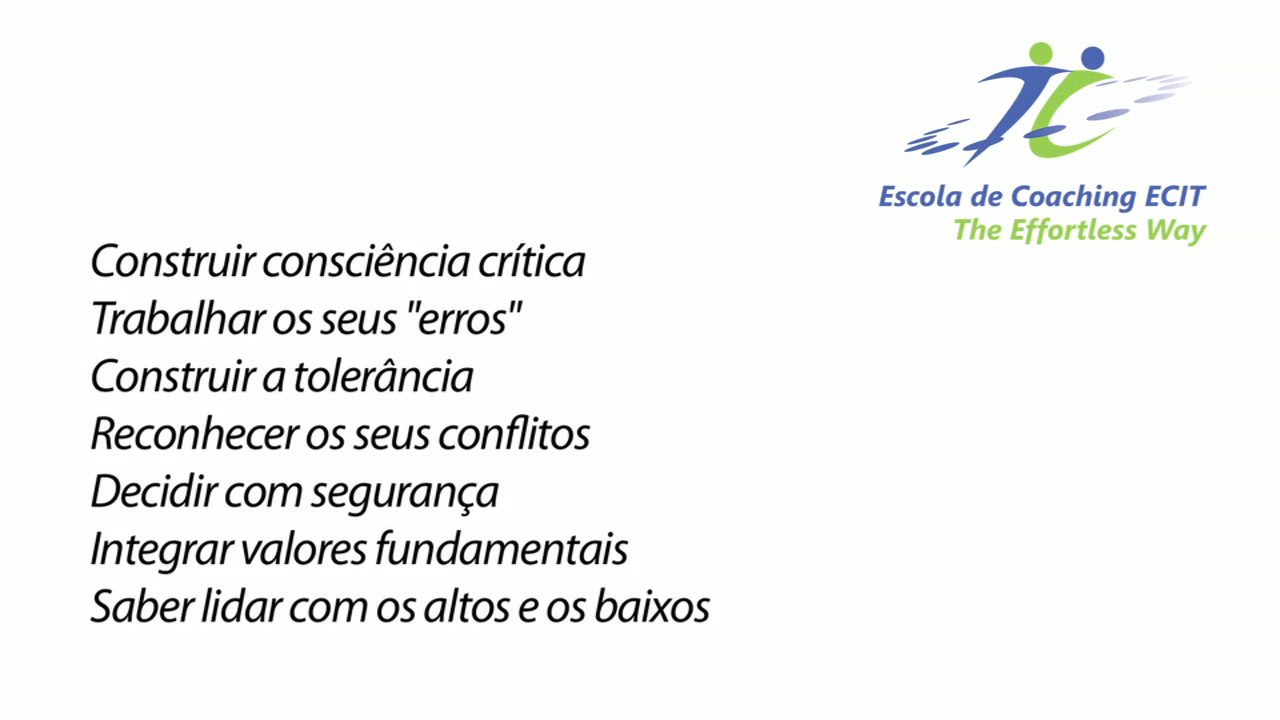 Escola de Coaching ECIT
The Effortless Way
Construir consciência crítica
Trabalhar os seus "erros"
Construir a tolerância
Reconhecer os seus conflitos
Decidir com segurança
Integrar valores fundamentais
Saber lidar com os altos e os baixos